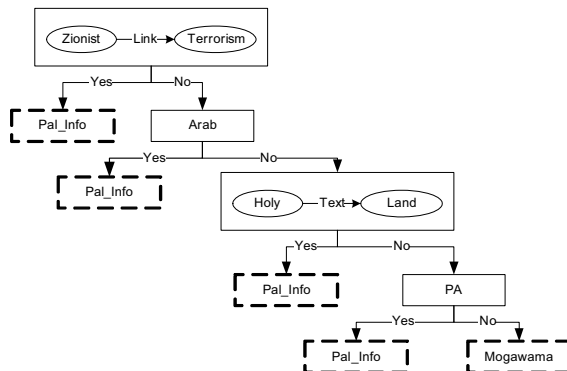 Zionist Link Terrorism
Yes No
Pal_Info Arab
Yes No
Pal_Info
Holy Text Land
Yes No
Pal_Info PA
Yes No
Pal_Info Mogawama